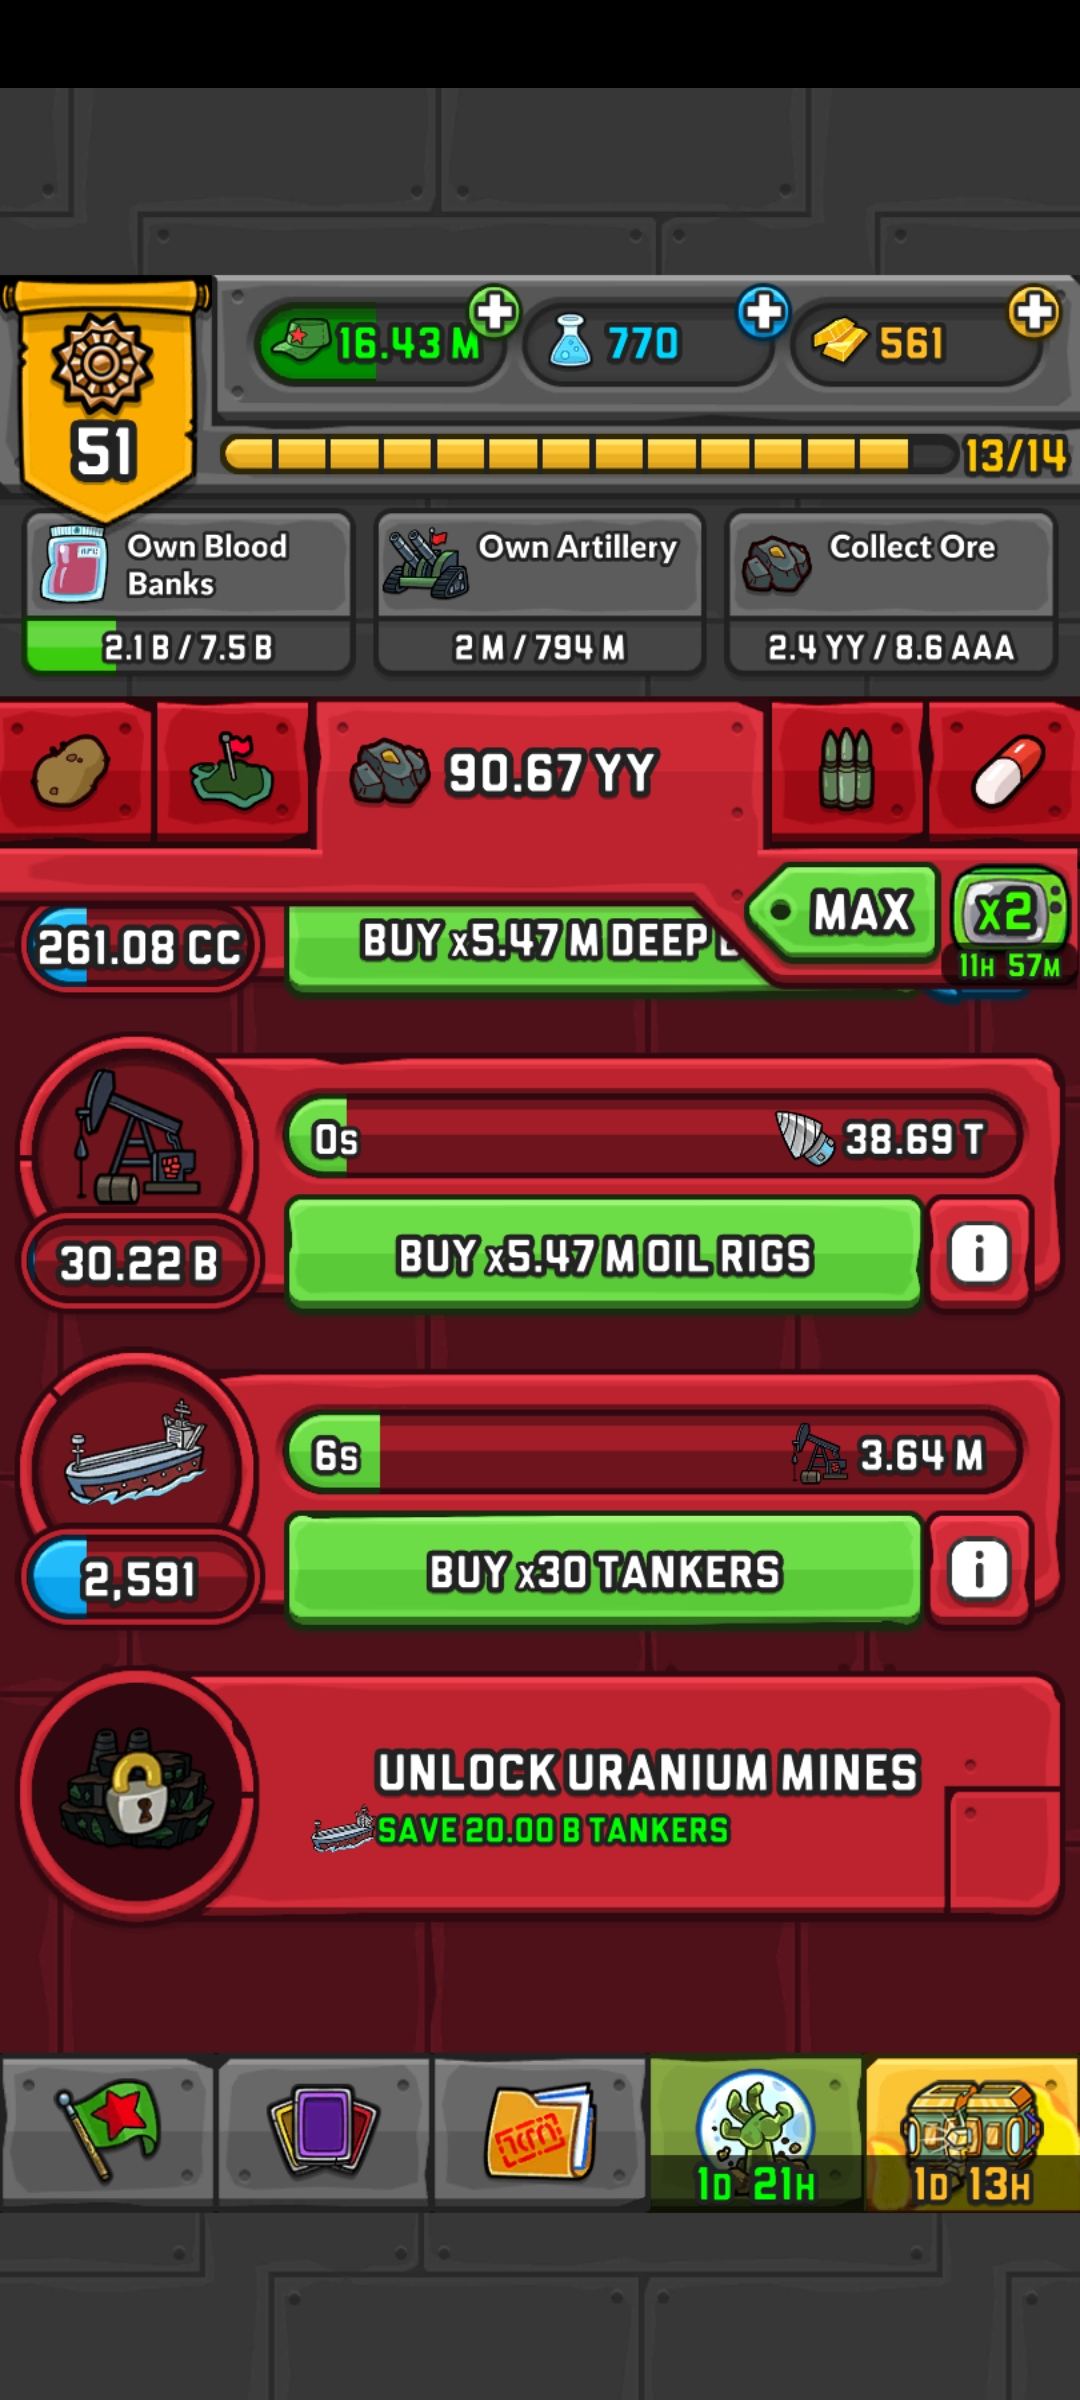 16.43 M
770
561
51
13/14
Own Blood
Banks
2.1 B / 7.5 B
Own Artillery
2 M / 794 M
Collect Ore
2.4 YY / 8.6 AAA
90.67 YY
MAX
x2
11H 57M
261.08 CC
BUY x5.47 M DEEP
0s
38.69 T
30.22 B
BUY x5.47 M OIL RIGS
i
6s
3.64 M
2,591
BUY x30 TANKERS
i
UNLOCK URANIUM MINES
SAVE 20.00 B TANKERS
1D 21H
1D 13H